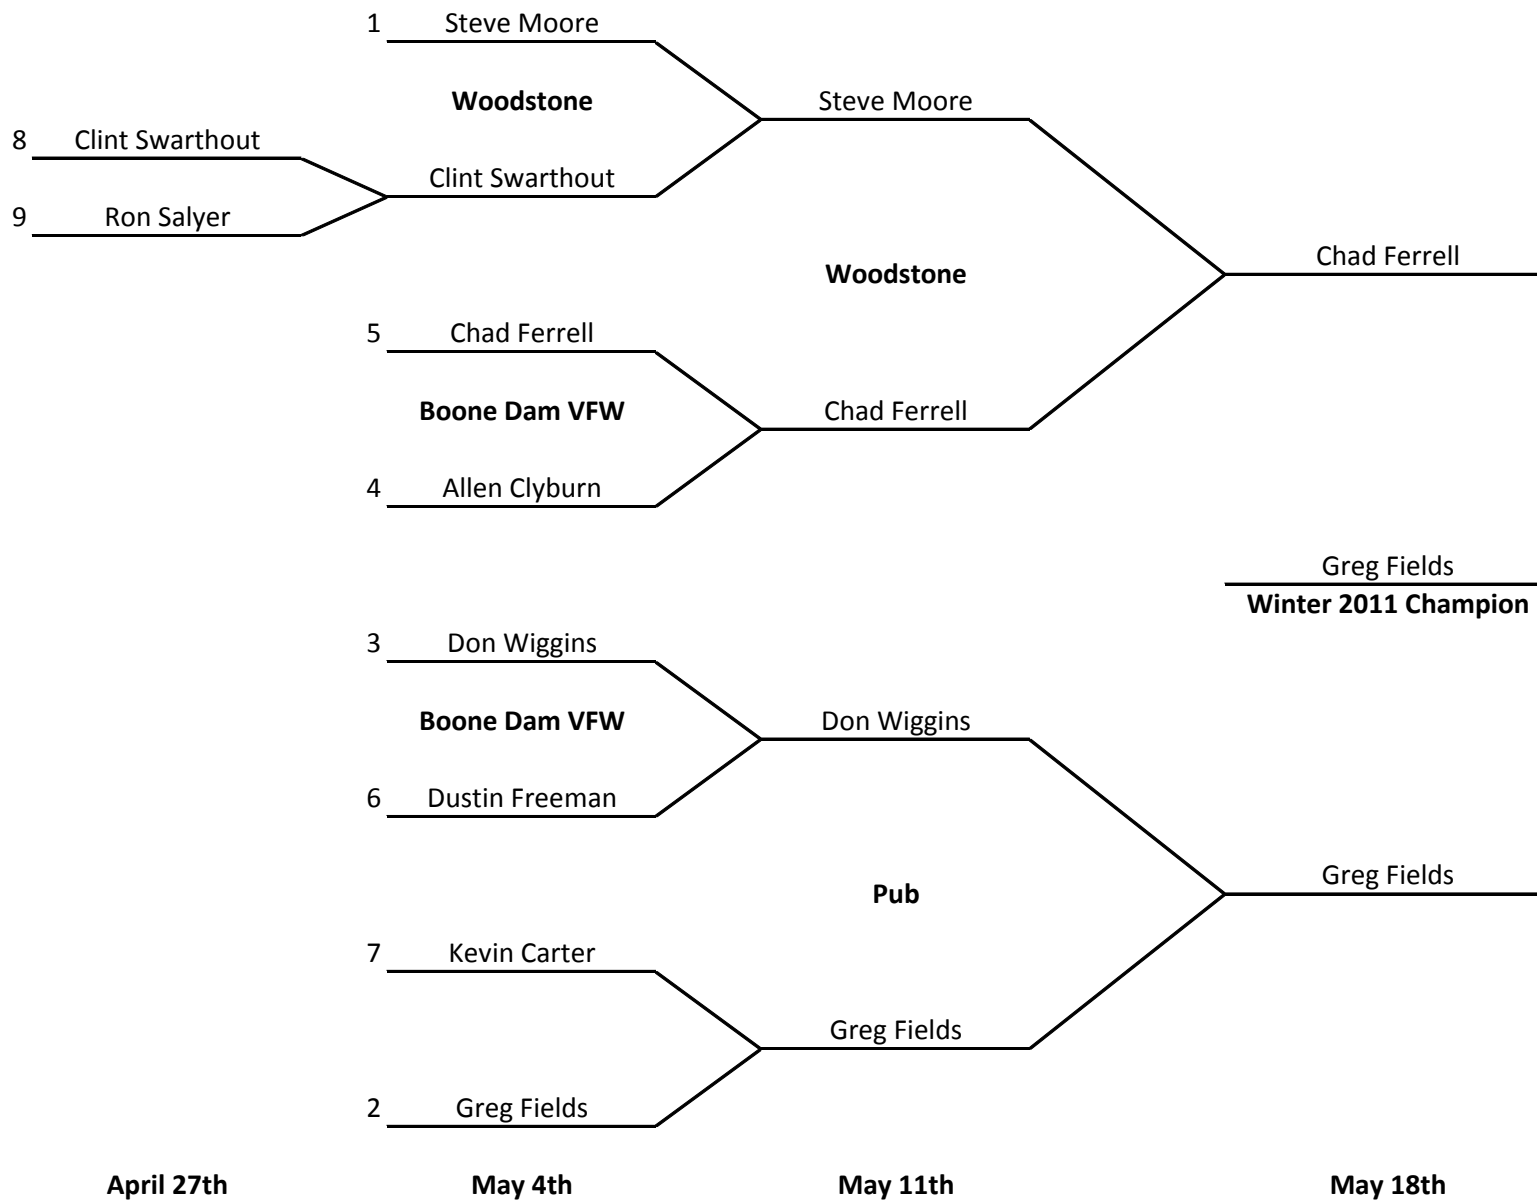 1 Steve Moore
Woodstone
Steve Moore
8 Clint Swarthout
Clint Swarthout
9 Ron Salyer
Woodstone
Chad Ferrell
5 Chad Ferrell
Boone Dam VFW
Chad Ferrell
4 Allen Clyburn
Greg Fields
Winter 2011 Champion
3 Don Wiggins
Boone Dam VFW
Don Wiggins
6 Dustin Freeman
Pub
Greg Fields
7 Kevin Carter
Greg Fields
2 Greg Fields
April 27th May 4th May 11th May 18th